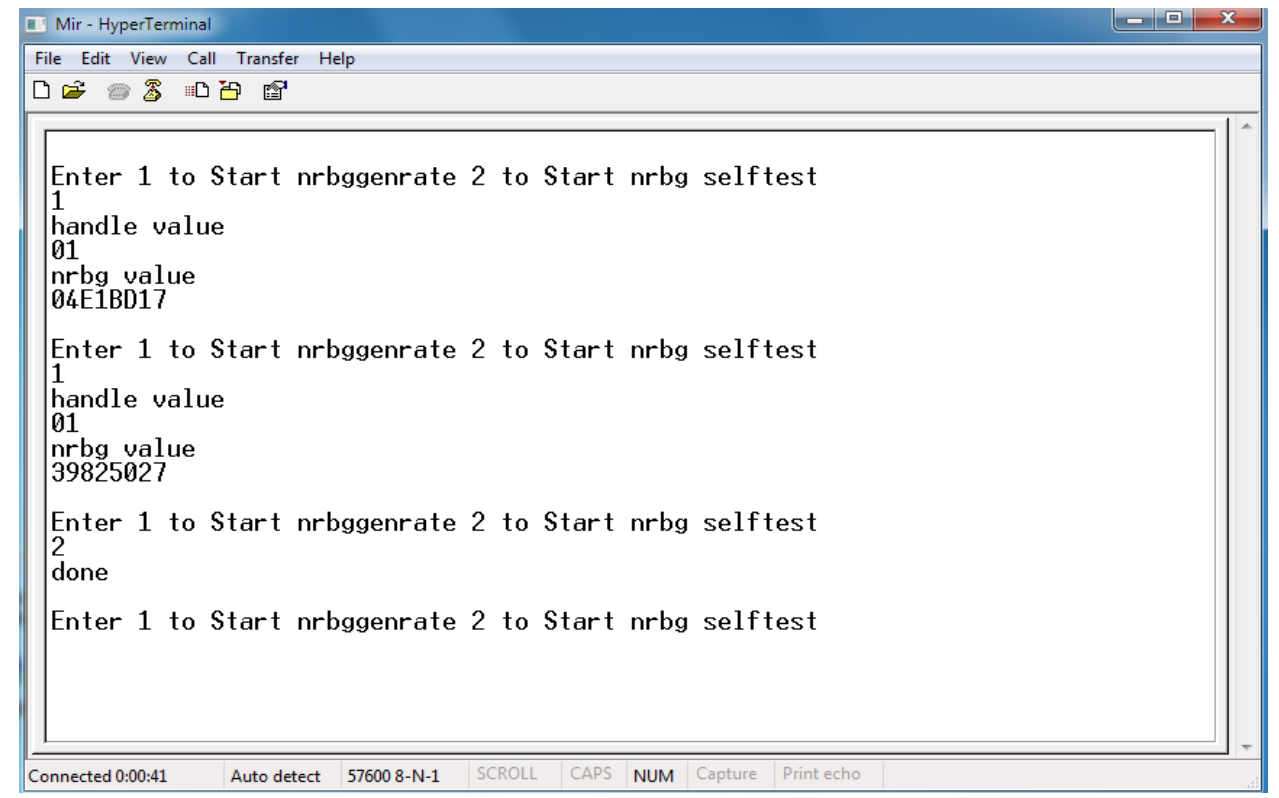 Mir - HyperTerminal
File Edit View Call Transfer Help
Enter 1 to Start nrbggenrate 2 to Start nrbg selftest
1
handle value
01
nrbg value
04E1BD17
Enter 1 to Start nrbggenrate 2 to Start nrbg selftest
1
handle value
01
nrbg value
39825027
Enter 1 to Start nrbggenrate 2 to Start nrbg selftest
2
done
Enter 1 to Start nrbggenrate 2 to Start nrbg selftest
Connected 0:00:41 Auto detect 57600 8-N-1 SCROLL CAPS NUM Capture Print echo